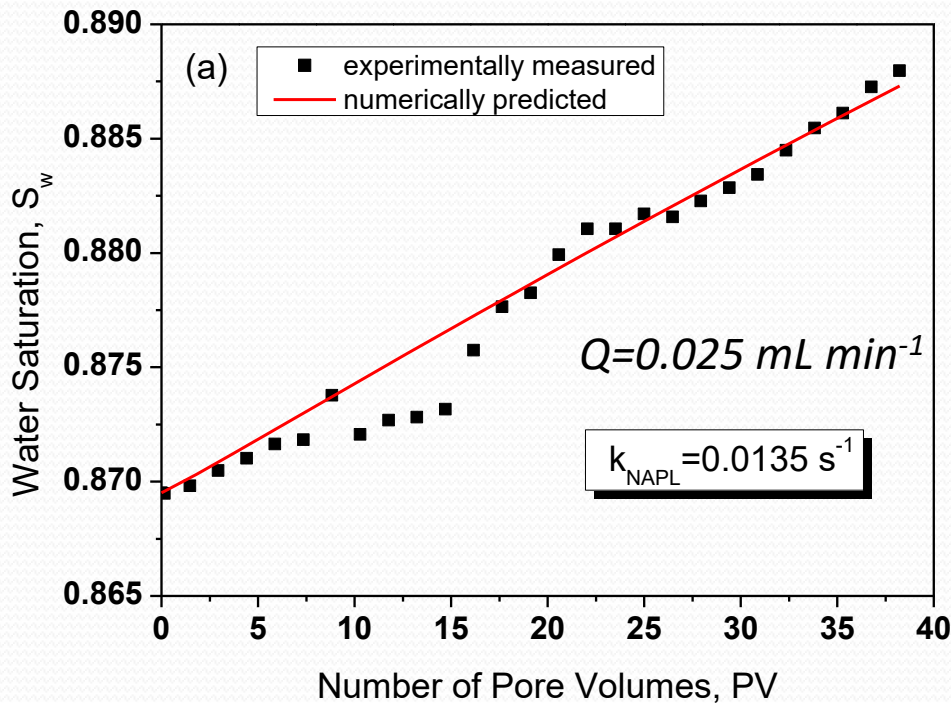 (a)
experimentally measured
numerically predicted
0.890
0.885
0.880
0.875
0.870
0.865
Water Saturation, S_w
Q=0.025 mL min⁻¹
k_NAPL=0.0135 s⁻¹
0 5 10 15 20 25 30 35 40
Number of Pore Volumes, PV